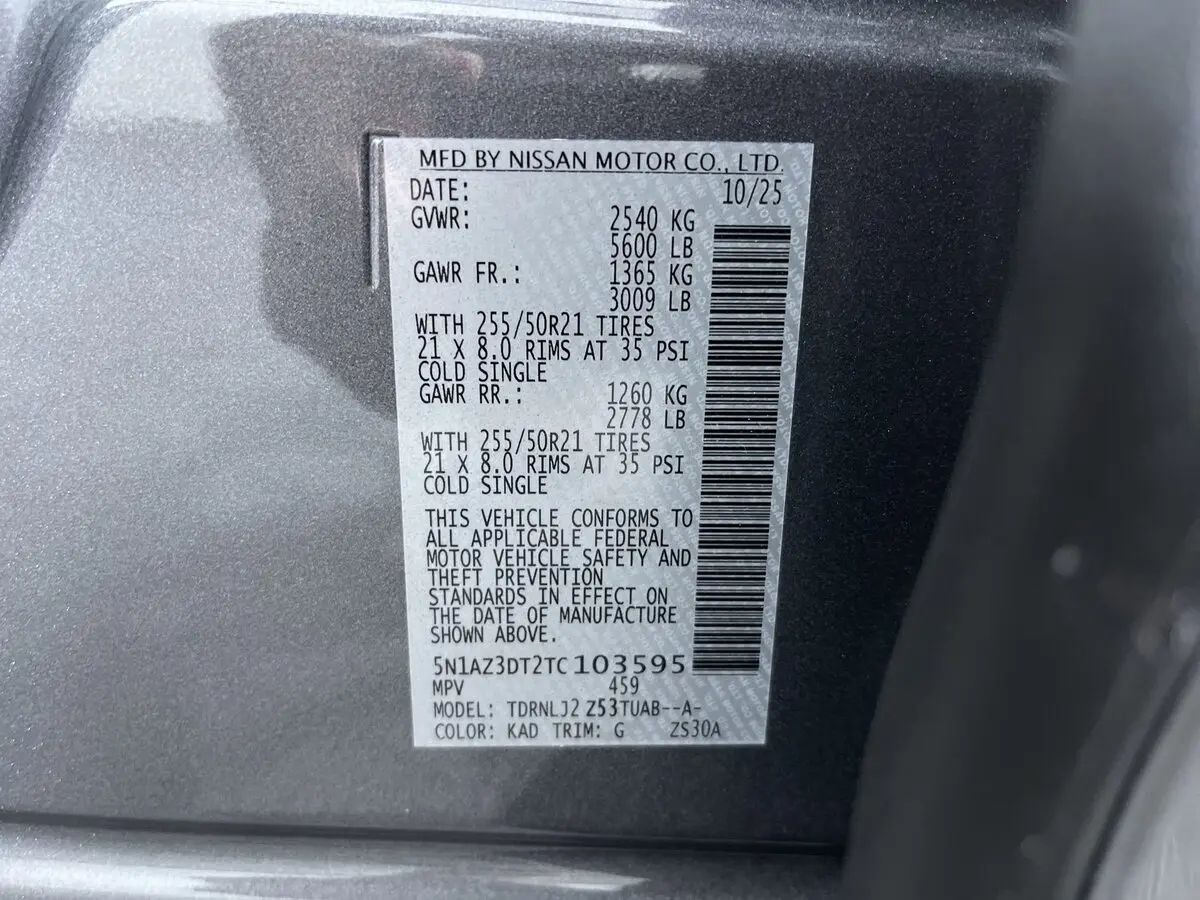 MFD BY NISSAN MOTOR CO., LTD.
DATE: 10/25
GVWR: 2540 KG
5600 LB
GAWR FR.: 1365 KG
3009 LB
WITH 255/50R21 TIRES
21 X 8.0 RIMS AT 35 PSI
COLD SINGLE
GAWR RR.: 1260 KG
2778 LB
WITH 255/50R21 TIRES
21 X 8.0 RIMS AT 35 PSI
COLD SINGLE
THIS VEHICLE CONFORMS TO
ALL APPLICABLE FEDERAL
MOTOR VEHICLE SAFETY AND
THEFT PREVENTION
STANDARDS IN EFFECT ON
THE DATE OF MANUFACTURE
SHOWN ABOVE.
5N1AZ3DT2TC103595
MPV 459
MODEL: TDRNLJ2 Z53TUAB--A-
COLOR: KAD TRIM: G ZS30A